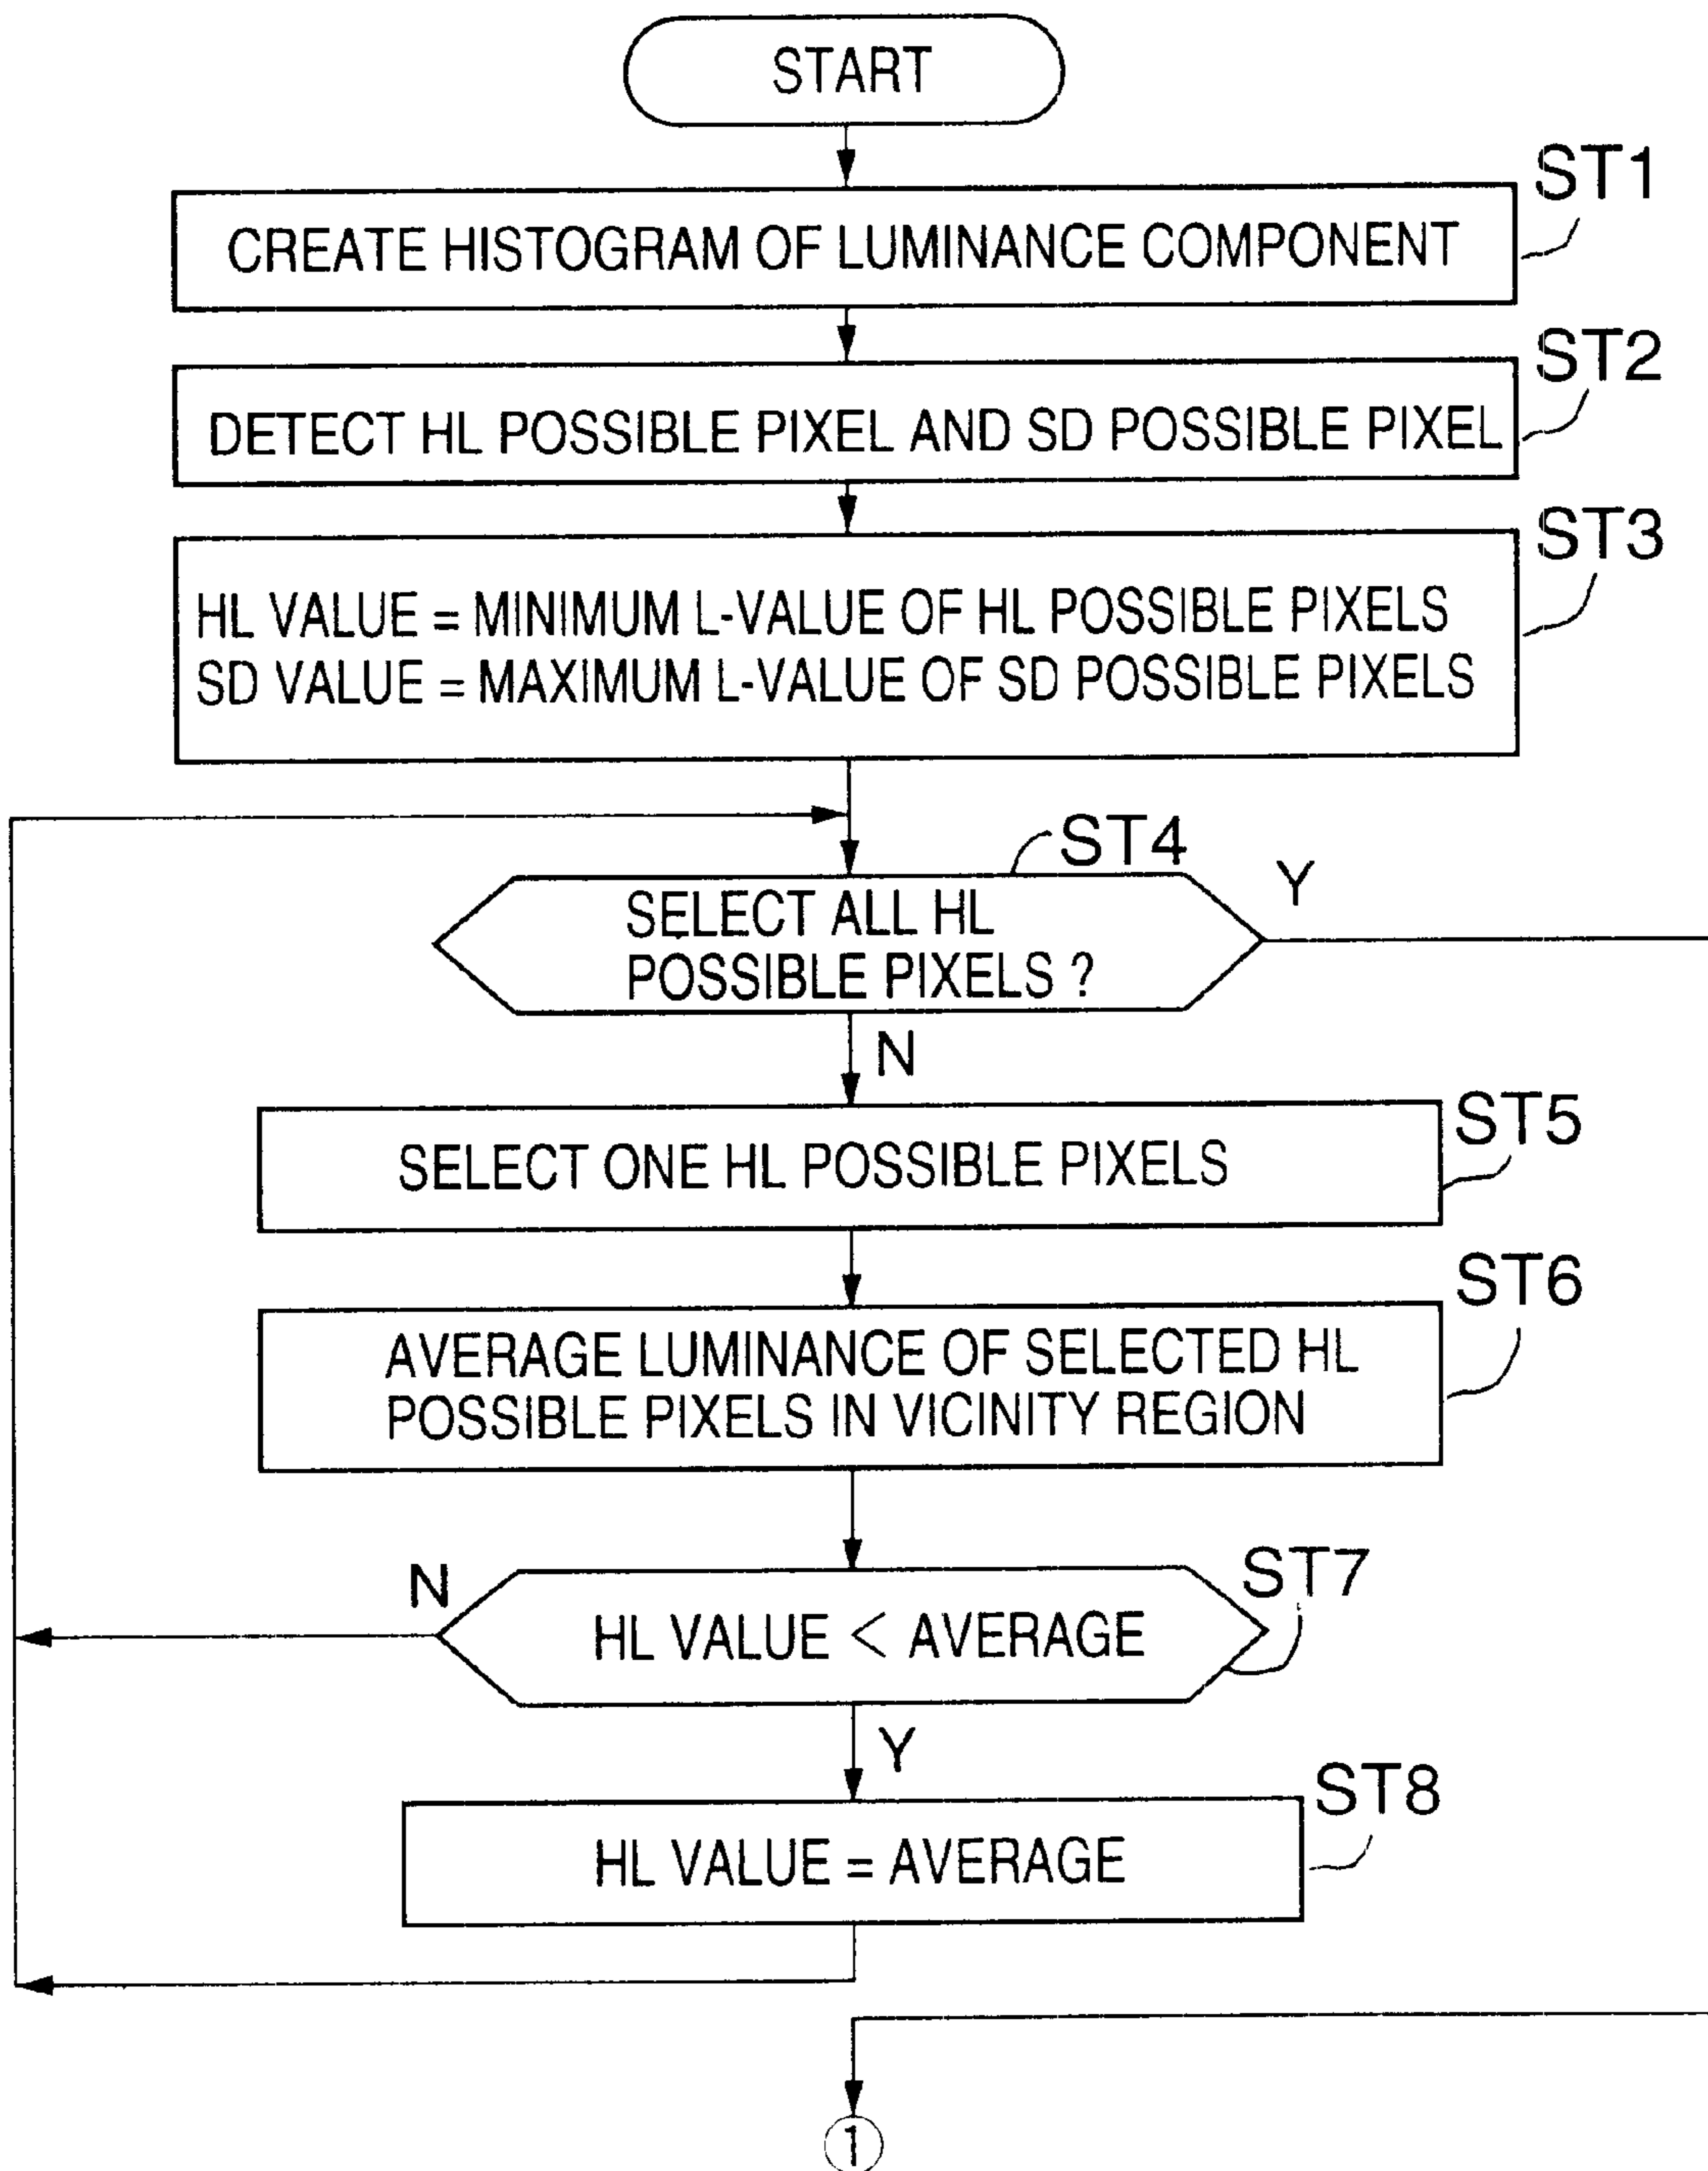 START
ST1
CREATE HISTOGRAM OF LUMINANCE COMPONENT
ST2
DETECT HL POSSIBLE PIXEL AND SD POSSIBLE PIXEL
ST3
HL VALUE = MINIMUM L-VALUE OF HL POSSIBLE PIXELS
SD VALUE = MAXIMUM L-VALUE OF SD POSSIBLE PIXELS
ST4
Y
SELECT ALL HL
POSSIBLE PIXELS ?
N
ST5
SELECT ONE HL POSSIBLE PIXELS
ST6
AVERAGE LUMINANCE OF SELECTED HL
POSSIBLE PIXELS IN VICINITY REGION
N
ST7
HL VALUE < AVERAGE
Y
ST8
HL VALUE = AVERAGE
1